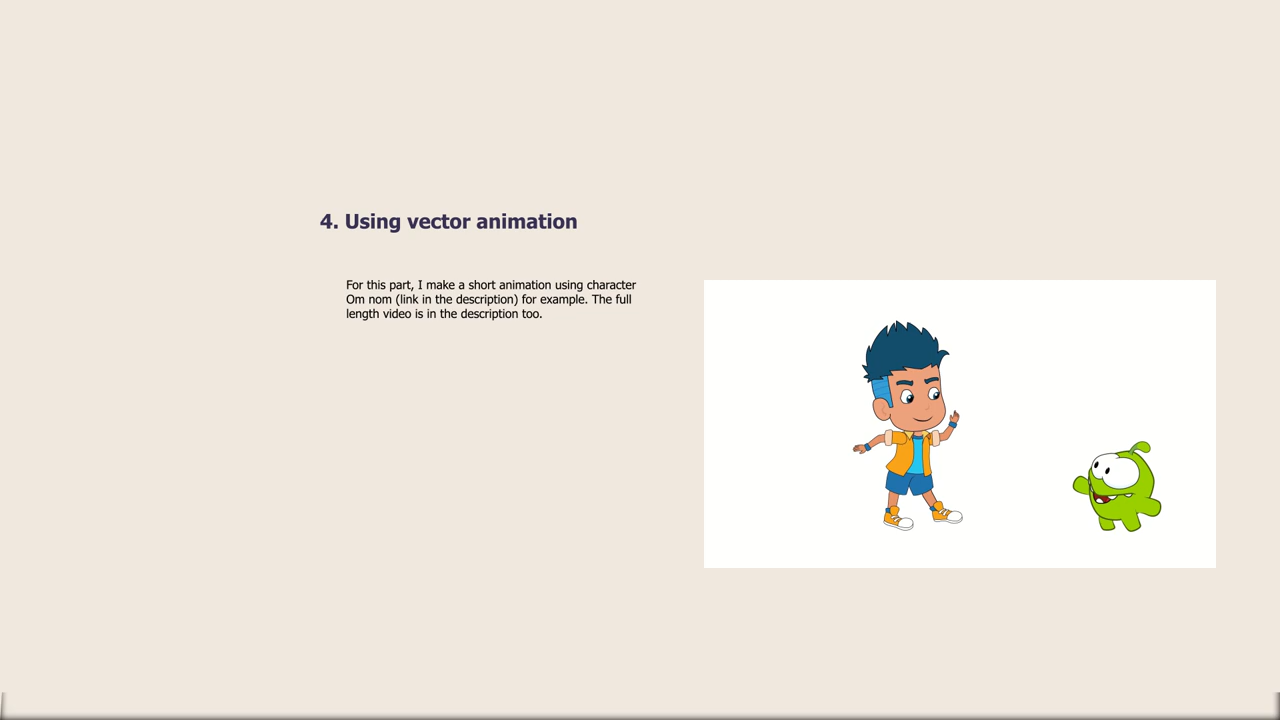 4. Using vector animation
For this part, I make a short animation using character
Om nom (link in the description) for example. The full
length video is in the description too.